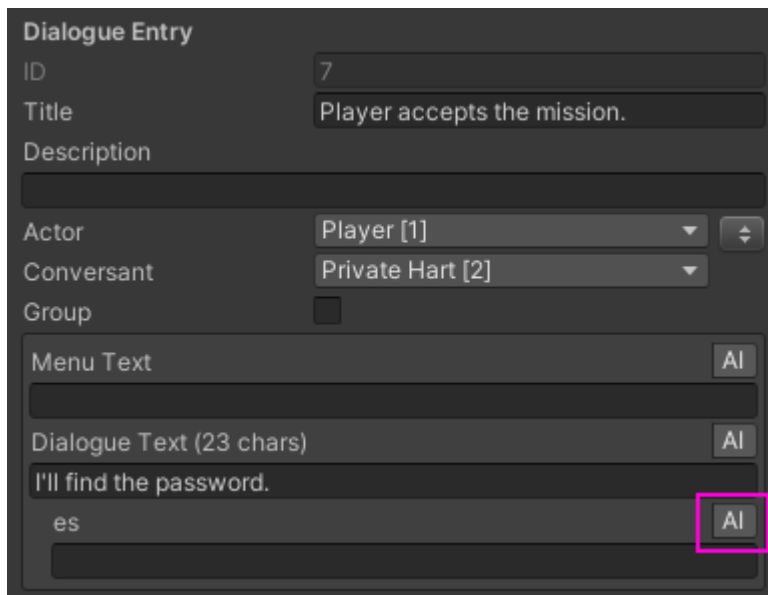 Dialogue Entry
ID 7
Title Player accepts the mission.
Description
Actor Player [1]
Conversant Private Hart [2]
Group
Menu Text AI
Dialogue Text (23 chars) AI
I'll find the password.
es AI